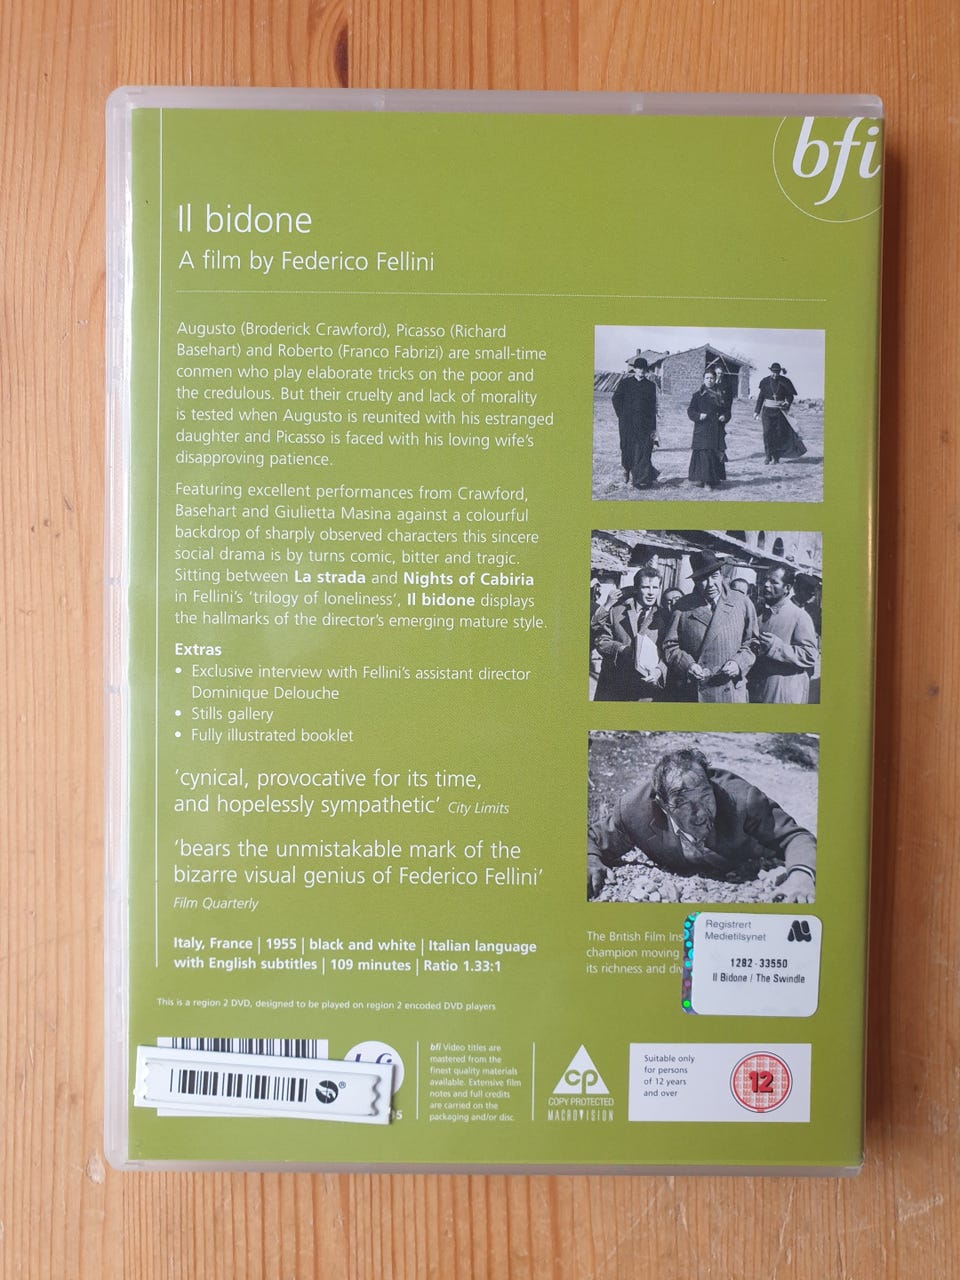 bfi
Il bidone
A film by Federico Fellini
Augusto (Broderick Crawford), Picasso (Richard
Basehart) and Roberto (Franco Fabrizi) are small-time
conmen who play elaborate tricks on the poor and
the credulous. But their cruelty and lack of morality
is tested when Augusto is reunited with his estranged
daughter and Picasso is faced with his loving wife's
disapproving patience.
Featuring excellent performances from Crawford,
Basehart and Giulietta Masina against a colourful
backdrop of sharply observed characters this sincere
social drama is by turns comic, bitter and tragic.
Sitting between La strada and Nights of Cabiria
in Fellini's 'trilogy of loneliness', Il bidone displays
the hallmarks of the director's emerging mature style.
Extras
• Exclusive interview with Fellini's assistant director
Dominique Delouche
• Stills gallery
• Fully illustrated booklet
'cynical, provocative for its time,
and hopelessly sympathetic' City Limits
'bears the unmistakable mark of the
bizarre visual genius of Federico Fellini'
Film Quarterly
Italy, France | 1955 | black and white | Italian language
with English subtitles | 109 minutes | Ratio 1.33:1
This is a region 2 DVD, designed to be played on region 2 encoded DVD players
The British Film
champion moving
its richness and
Registrert
Medietilsynet
1282-33550
Il Bidone / The Swindle
bfi Video titles are
mastered from the
finest quality materials
available. Extensive film
notes and full credits
are carried on the
packaging and/or disc.
CP
COPY PROTECTED
MACROVISION
Suitable only
for persons
of 12 years
and over
12